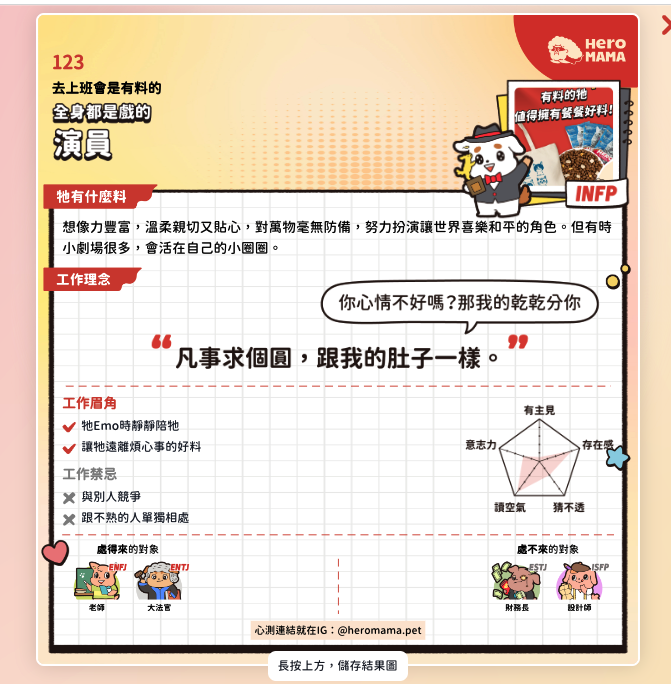 HERO
MAMA
123
去上班會是有料的
全身都是戲的
演員
有料的牠
值得擁有餐餐好料!
INFP
牠有什麼料
想像力豐富，溫柔親切又貼心，對萬物毫無防備，努力扮演讓世界喜樂和平的角色。但有時
小劇場很多，會活在自己的小圈圈。
工作理念
你心情不好嗎?那我的乾乾分你
“凡事求個圓，跟我的肚子一樣。”
工作眉角
牠Emo時靜靜陪牠
讓牠遠離煩心事的好料
工作禁忌
與別人競爭
跟不熟的人單獨相處
有主見
意志力
存在感
讀空氣
猜不透
處得來的對象
ENFJ
ENTJ
老師
大法官
處不來的對象
ESTJ
ISFP
財務長
設計師
心測連結就在IG：@heromama.pet
長按上方，儲存結果圖